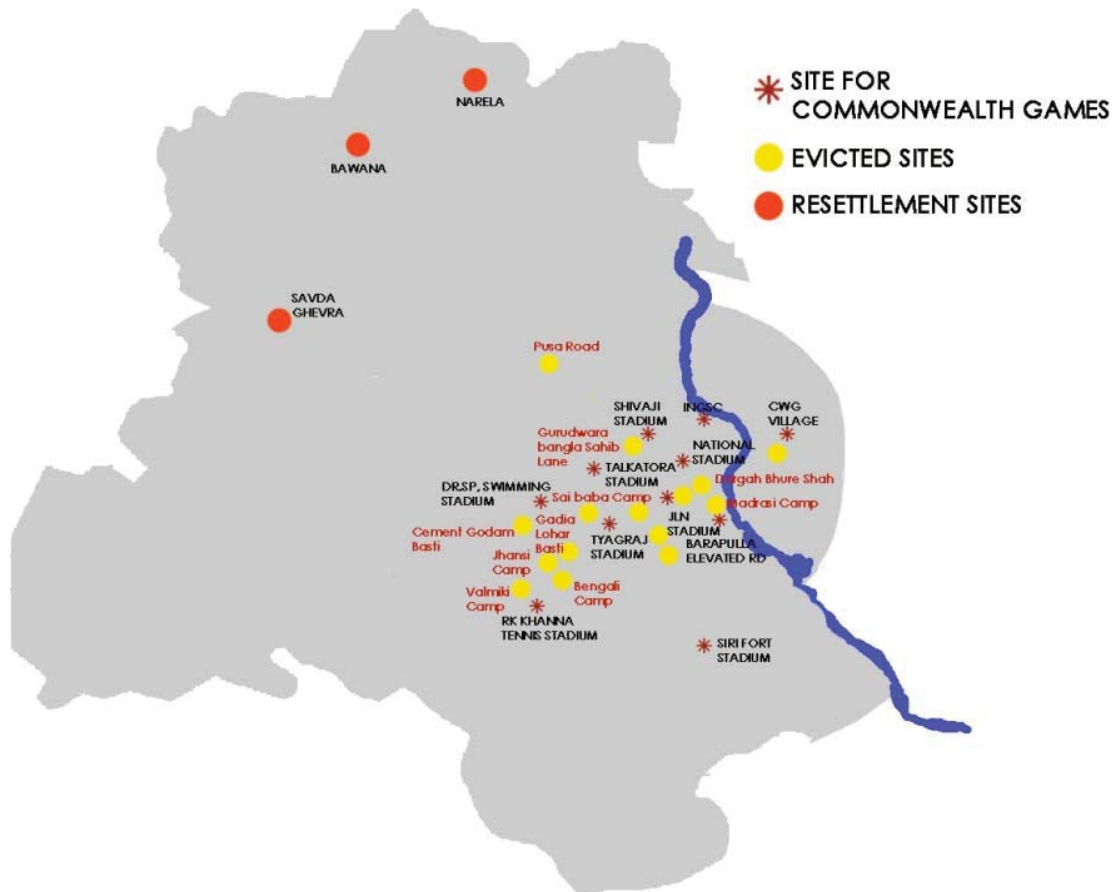 SITE FOR
COMMONWEALTH GAMES
EVICTED SITES
RESETTLEMENT SITES
NARELA
BAWANA
SAVDA
GHEVRA
Pusa Road
SHIVAJI
STADIUM
INGSC
CWG
VILLAGE
Gurudwara
bangla Sahib
Lane
NATIONAL
STADIUM
TALKATORA
STADIUM
Durgah Bhure Shah
DR.SP, SWIMMING
STADIUM
Sai baba Camp
Madrasi Camp
Cement Godam
Basti
Gadia
Lohar
Basti
TYAGRAJ
STADIUM
JLN
STADIUM
BARAPULLA
ELEVATED RD
Jhansi
Camp
Valmiki
Camp
Bengali
Camp
RK KHANNA
TENNIS STADIUM
SIRI FORT
STADIUM